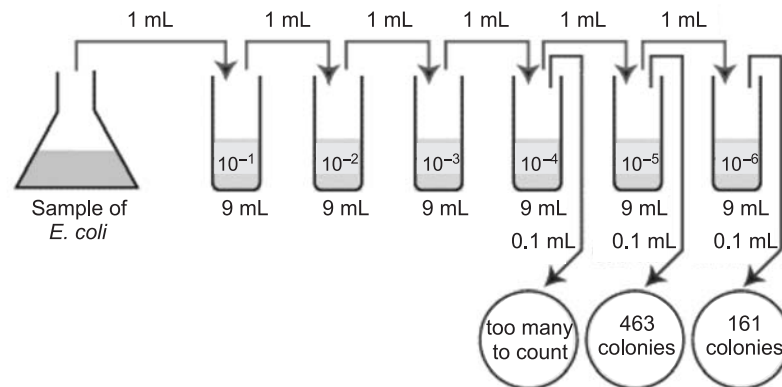 1 mL 1 mL 1 mL 1 mL 1 mL 1 mL
10⁻¹ 10⁻² 10⁻³ 10⁻⁴ 10⁻⁵ 10⁻⁶
Sample of
E. coli
9 mL 9 mL 9 mL 9 mL 9 mL 9 mL
0.1 mL 0.1 mL 0.1 mL
too many
to count
463
colonies
161
colonies